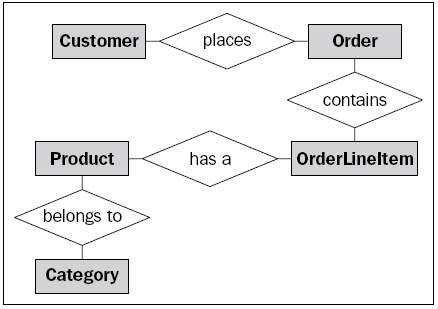 Customer
places
Order
contains
Product
has a
OrderLineItem
belongs to
Category